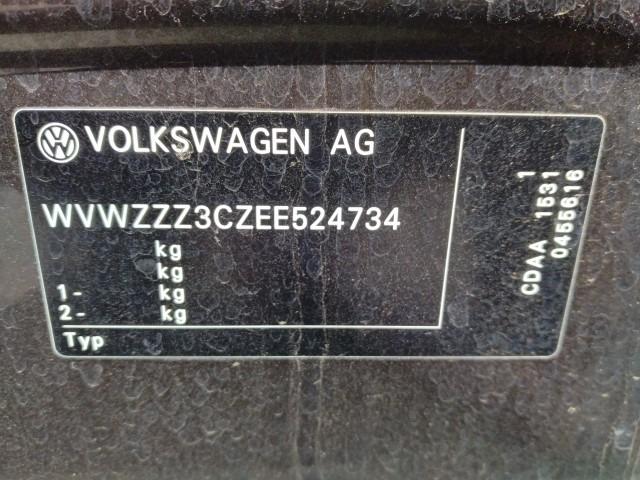 VOLKSWAGEN AG
WVWZZZ3CZEE524734
kg
kg
1- kg
2- kg
Typ
1
CDAA 1531
0455616